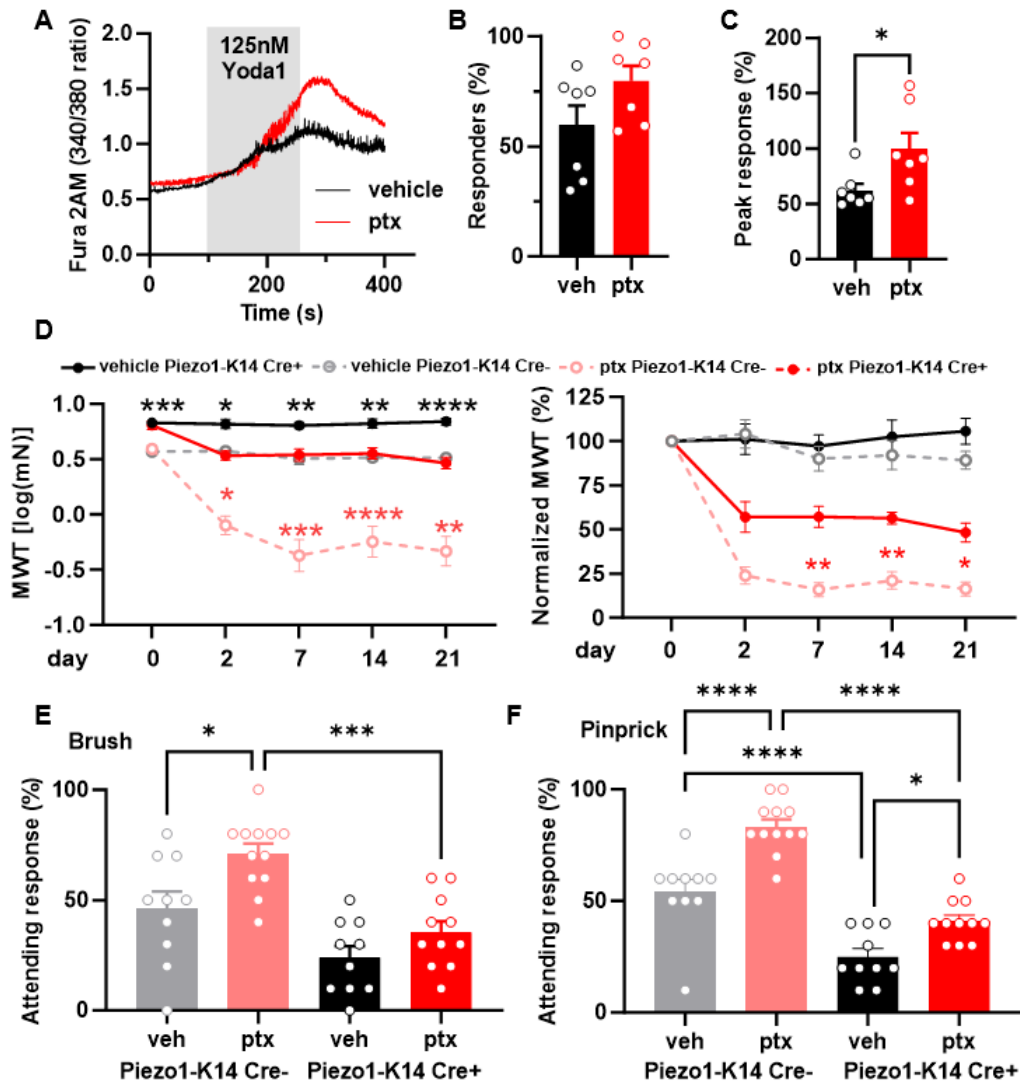 A
Fura 2AM (340/380 ratio)
2.0
1.5
1.0
0.5
0.0
125nM
Yoda1
vehicle
ptx
0
200
400
Time (s)
B
Responders (%)
100
50
0
veh
ptx
C
Peak response (%)
200
150
100
50
0
*
veh
ptx
D
vehicle Piezo1-K14 Cre+
vehicle Piezo1-K14 Cre-
ptx Piezo1-K14 Cre-
ptx Piezo1-K14 Cre+
MWT [log(mN)]
1.0
0.5
0.0
-0.5
-1.0
*** * ** ** ****
* *** **** **
day 0 2 7 14 21
Normalized MWT (%)
125
100
75
50
25
0
** ** *
day 0 2 7 14 21
E
Brush
* ***
Attending response (%)
100
50
0
veh ptx veh ptx
Piezo1-K14 Cre- Piezo1-K14 Cre+
F
Pinprick
**** ****
****
*
Attending response (%)
100
50
0
veh ptx veh ptx
Piezo1-K14 Cre- Piezo1-K14 Cre+